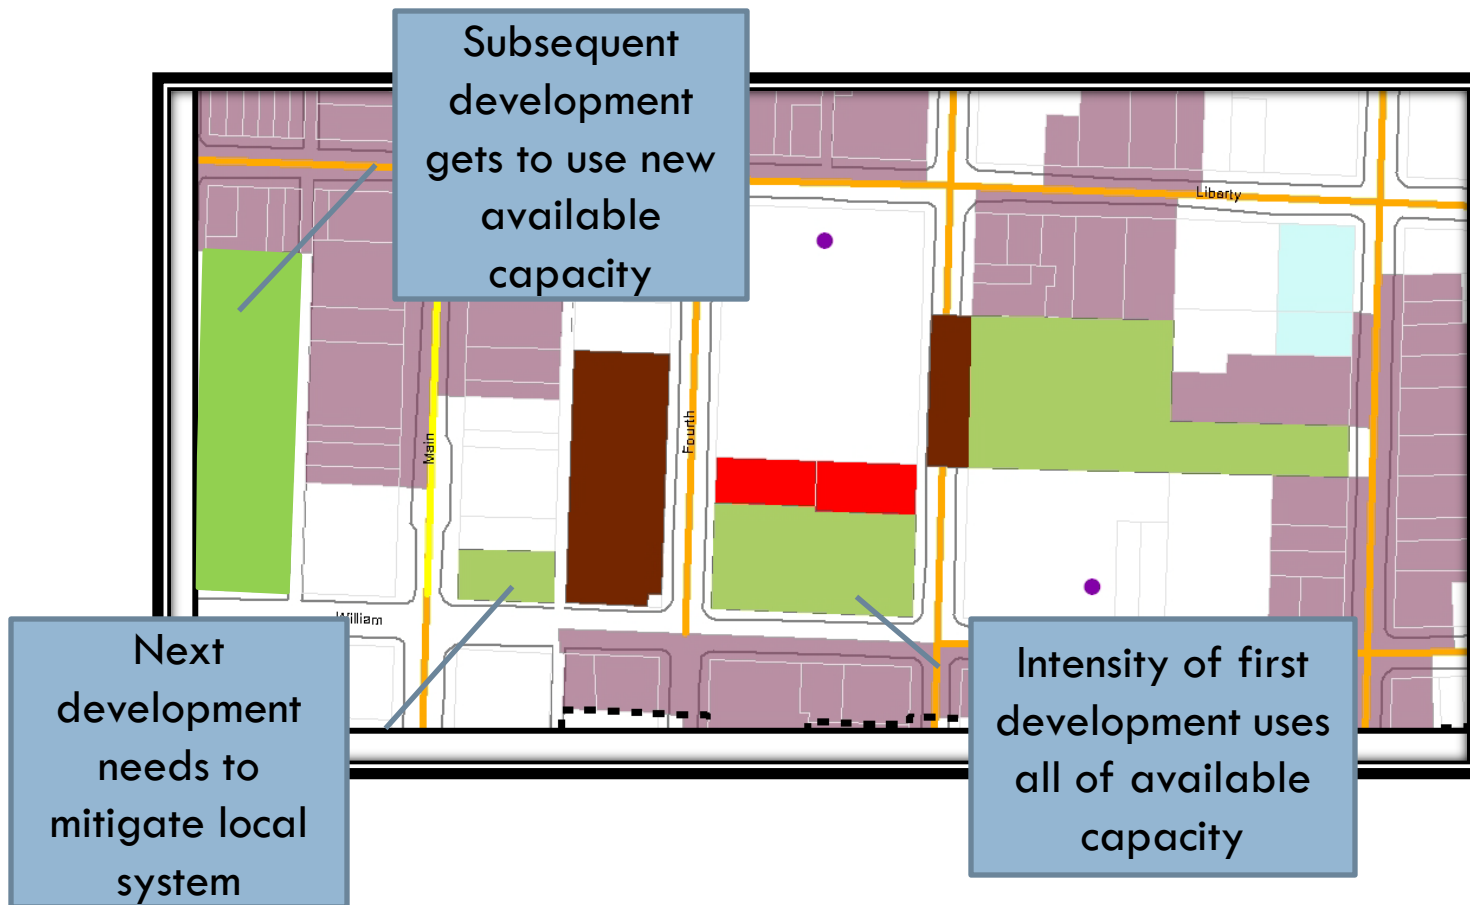 Subsequent
development
gets to use new
available
capacity
Liberty
Main
Fourth
William
Next
development
needs to
mitigate local
system
Intensity of first
development uses
all of available
capacity